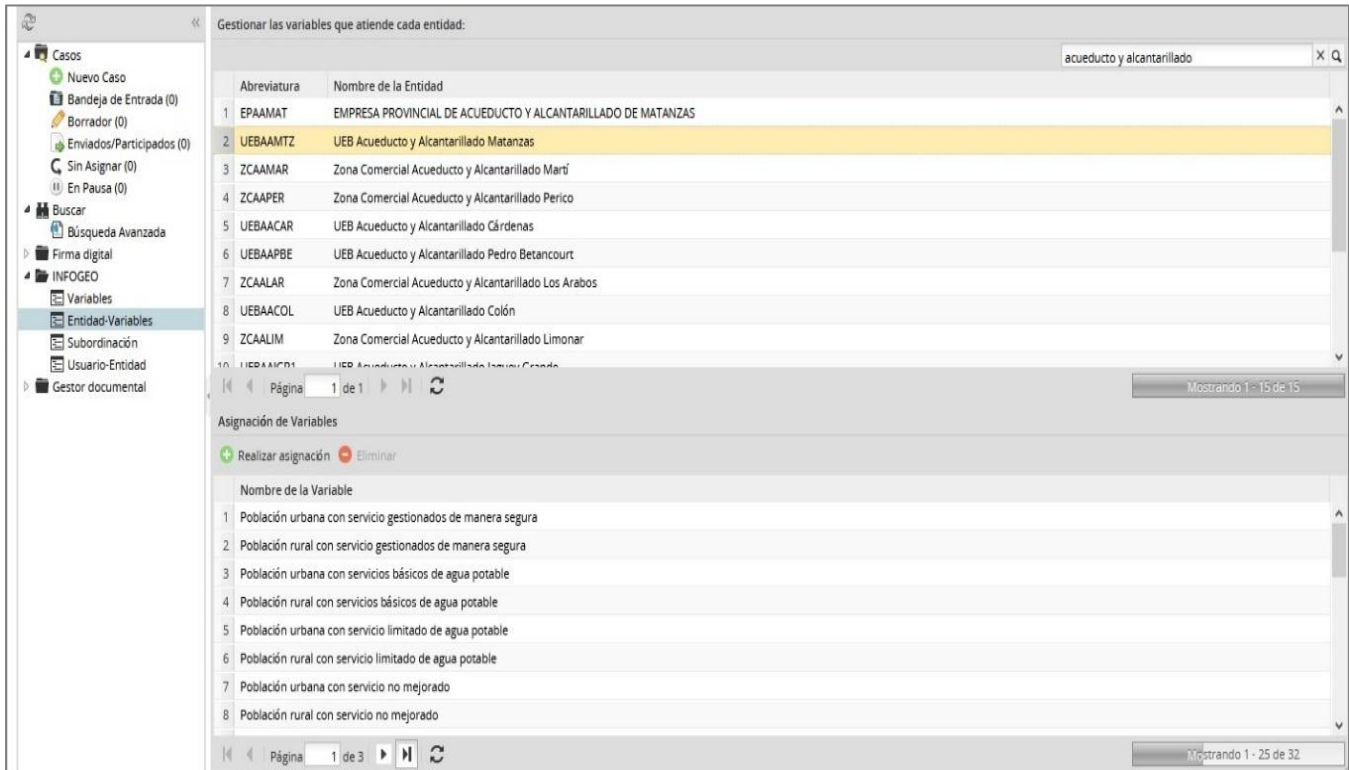 Gestionar las variables que atiende cada entidad:
Casos
Nuevo Caso
Bandeja de Entrada (0)
Borrador (0)
Enviados/Participados (0)
Sin Asignar (0)
En Pausa (0)
Buscar
Búsqueda Avanzada
Firma digital
INFOGEO
Variables
Entidad-Variables
Subordinación
Usuario-Entidad
Gestor documental
acueducto y alcantarillado
Abreviatura Nombre de la Entidad
1 EPAAMAT EMPRESA PROVINCIAL DE ACUEDUCTO Y ALCANTARILLADO DE MATANZAS
2 UEBAAMTZ UEB Acueducto y Alcantarillado Matanzas
3 ZCAAMAR Zona Comercial Acueducto y Alcantarillado Martí
4 ZCAAPER Zona Comercial Acueducto y Alcantarillado Perico
5 UEBAACAR UEB Acueducto y Alcantarillado Cárdenas
6 UEBAAPBE UEB Acueducto y Alcantarillado Pedro Betancourt
7 ZCAALAR Zona Comercial Acueducto y Alcantarillado Los Arabos
8 UEBAACOL UEB Acueducto y Alcantarillado Colón
9 ZCAALIM Zona Comercial Acueducto y Alcantarillado Limonar
10 UEB Acueducto y Alcantarillado Jaguey Grande
Página 1 de 1 Mostrando 1 - 15 de 15
Asignación de Variables
Realizar asignación Eliminar
Nombre de la Variable
1 Población urbana con servicio gestionados de manera segura
2 Población rural con servicio gestionados de manera segura
3 Población urbana con servicios básicos de agua potable
4 Población rural con servicios básicos de agua potable
5 Población urbana con servicio limitado de agua potable
6 Población rural con servicio limitado de agua potable
7 Población urbana con servicio no mejorado
8 Población rural con servicio no mejorado
Página 1 de 3 Mostrando 1 - 25 de 32